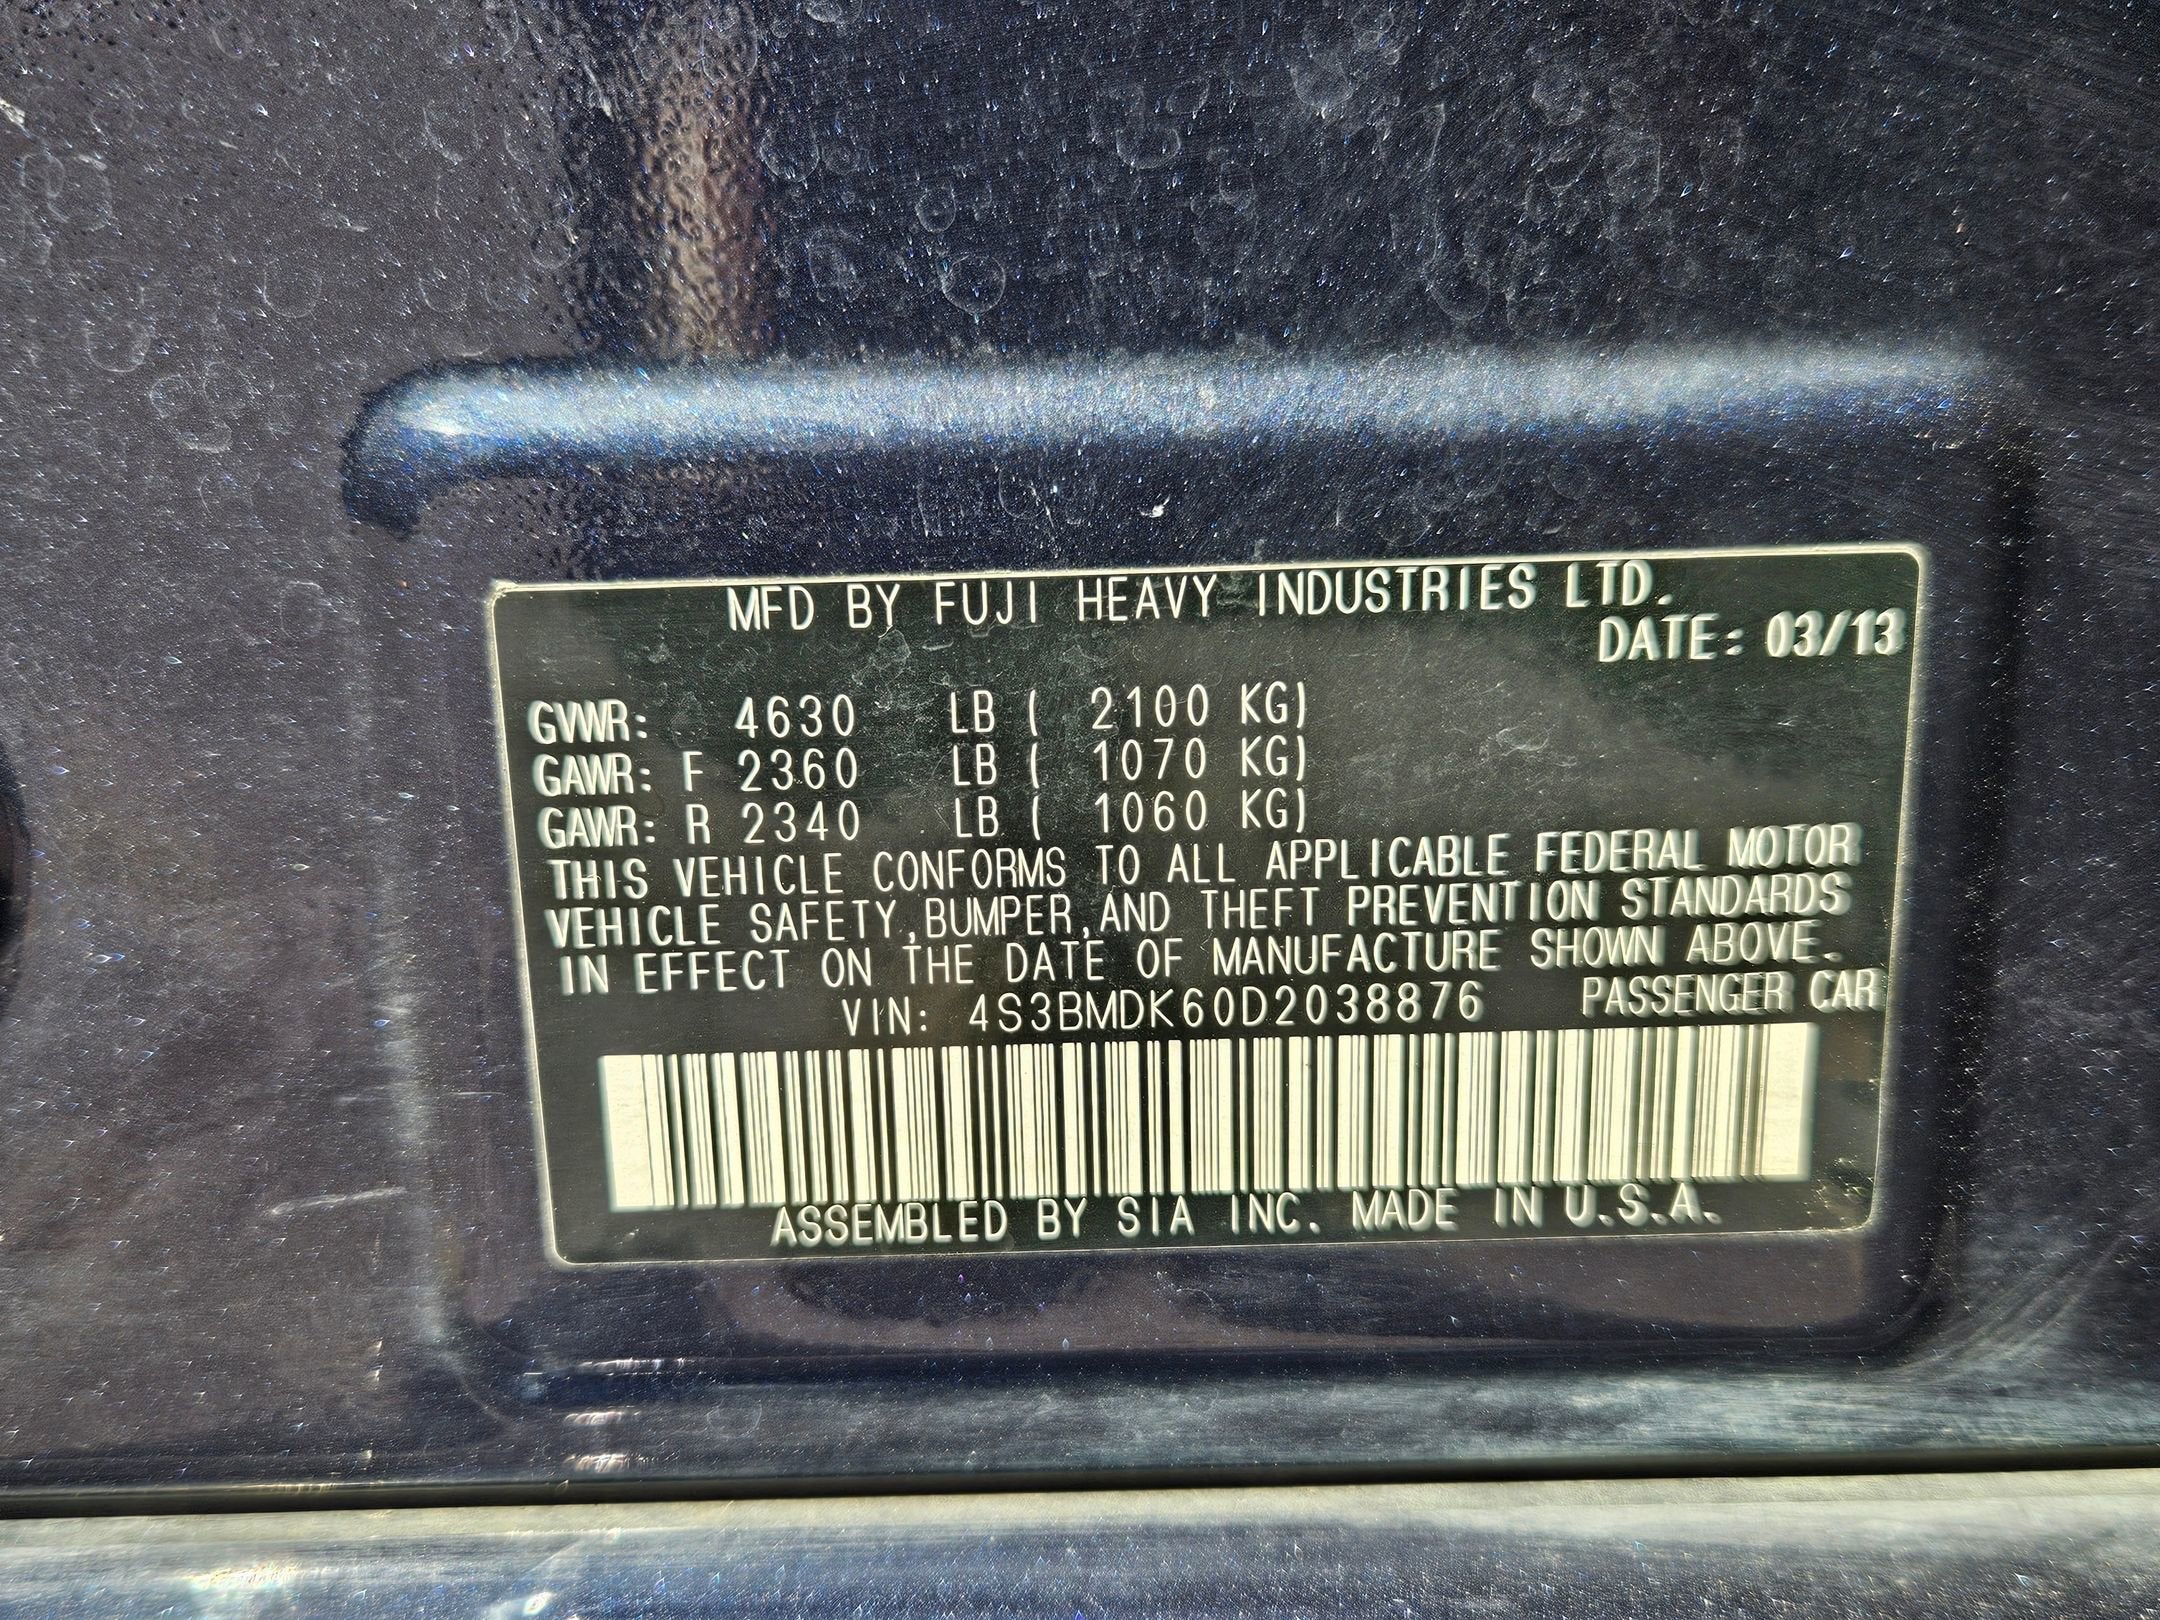 MFD BY FUJI HEAVY INDUSTRIES LTD.
DATE: 03/13
GVWR: 4630 LB ( 2100 KG)
GAWR: F 2360 LB ( 1070 KG)
GAWR: R 2340 LB ( 1060 KG)
THIS VEHICLE CONFORMS TO ALL APPLICABLE FEDERAL MOTOR
VEHICLE SAFETY,BUMPER,AND THEFT PREVENTION STANDARDS
IN EFFECT ON THE DATE OF MANUFACTURE SHOWN ABOVE.
VIN: 4S3BMDK60D2038876 PASSENGER CAR
ASSEMBLED BY SIA INC. MADE IN U.S.A.